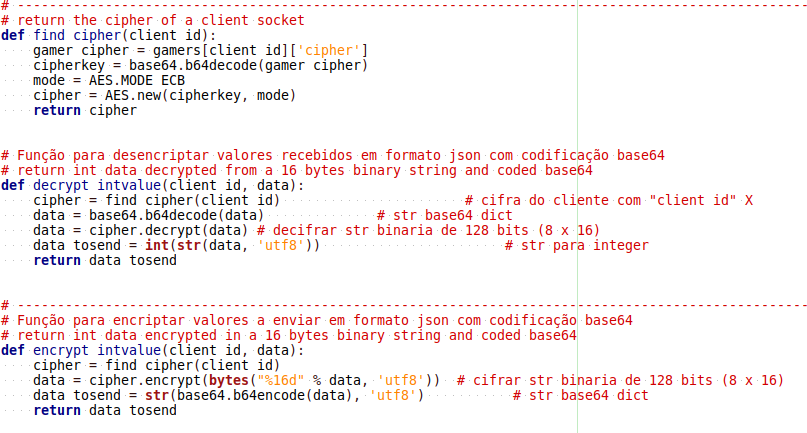 # ---------------------------------------------------------------------------------------------------
# return the cipher of a client socket
def find cipher(client id):
    gamer cipher = gamers[client id]['cipher']
    cipherkey = base64.b64decode(gamer cipher)
    mode = AES.MODE ECB
    cipher = AES.new(cipherkey, mode)
    return cipher
# Função para desencriptar valores recebidos em formato json com codificação base64
# return int data decrypted from a 16 bytes binary string and coded base64
def decrypt intvalue(client id, data):
    cipher = find cipher(client id)                       # cifra do cliente com "client id" X
    data = base64.b64decode(data)              # str base64 dict
    data = cipher.decrypt(data) # decifrar str binaria de 128 bits (8 x 16)
    data tosend = int(str(data, 'utf8'))                       # str para integer
    return data tosend
# ---------------------------------------------------------------------------------------------------
# Função para encriptar valores a enviar em formato json com codificação base64
# return int data encrypted in a 16 bytes binary string and coded base64
def encrypt intvalue(client id, data):
    cipher = find cipher(client id)
    data = cipher.encrypt(bytes("%16d" % data, 'utf8'))  # cifrar str binaria de 128 bits (8 x 16)
    data tosend = str(base64.b64encode(data), 'utf8')           # str base64 dict
    return data tosend